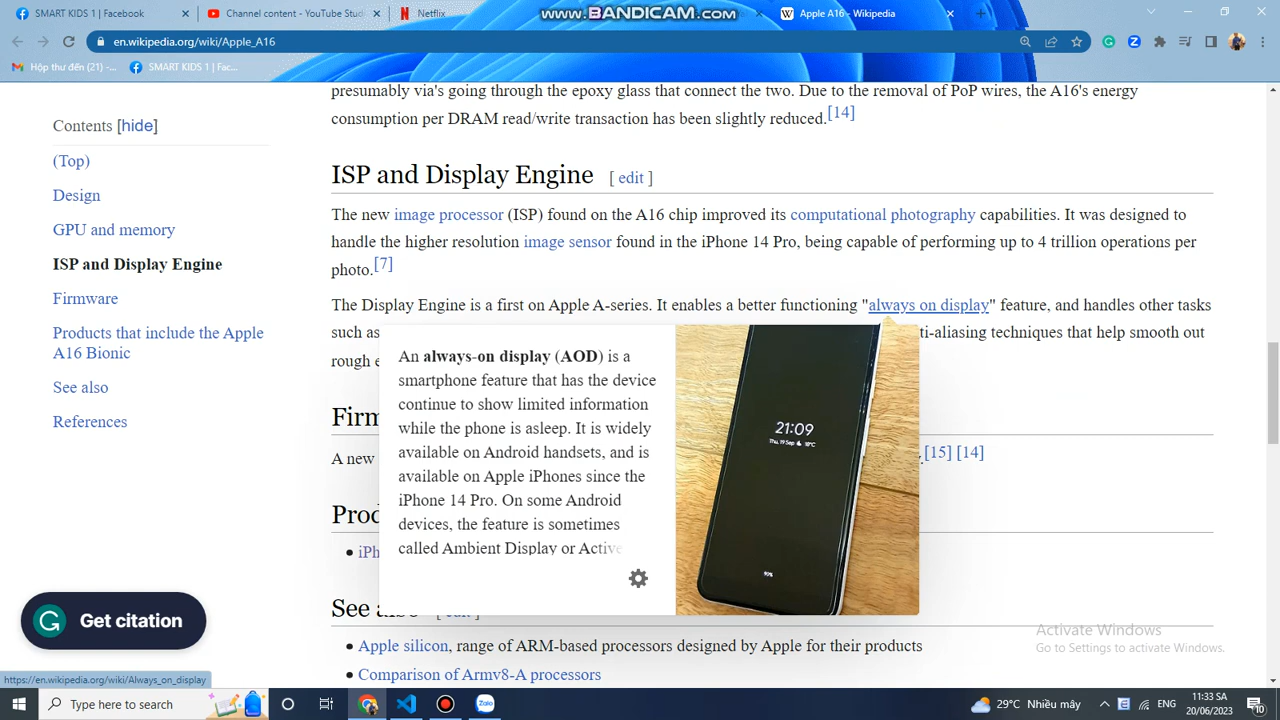 SMART KIDS 1 | Facebook
Channel content - YouTube Stud
Netflix
www.BANDICAM.com
Apple A16 - Wikipedia
en.wikipedia.org/wiki/Apple_A16
Hộp thư đến (21) -...
SMART KIDS 1 | Fac...
presumably via's going through the epoxy glass that connect the two. Due to the removal of PoP wires, the A16's energy
consumption per DRAM read/write transaction has been slightly reduced.[14]
Contents [hide]
(Top)
Design
GPU and memory
ISP and Display Engine
Firmware
Products that include the Apple
A16 Bionic
See also
References
ISP and Display Engine [ edit ]
The new image processor (ISP) found on the A16 chip improved its computational photography capabilities. It was designed to
handle the higher resolution image sensor found in the iPhone 14 Pro, being capable of performing up to 4 trillion operations per
photo.[7]
The Display Engine is a first on Apple A-series. It enables a better functioning "always on display" feature, and handles other tasks
such as ti-aliasing techniques that help smooth out
rough e
An always-on display (AOD) is a
smartphone feature that has the device
continue to show limited information
while the phone is asleep. It is widely
available on Android handsets, and is
available on Apple iPhones since the
iPhone 14 Pro. On some Android
devices, the feature is sometimes
called Ambient Display or Active
21:09
Thu, 19 Sep 18°C
90%
Firm
A new .[15] [14]
Prod
iPh
See also [ edit ]
Apple silicon, range of ARM-based processors designed by Apple for their products
Comparison of Armv8-A processors
Get citation
Activate Windows
Go to Settings to activate Windows.
https://en.wikipedia.org/wiki/Always_on_display
Type here to search
29°C Nhiều mây
ENG
11:33 SA
20/06/2023
10